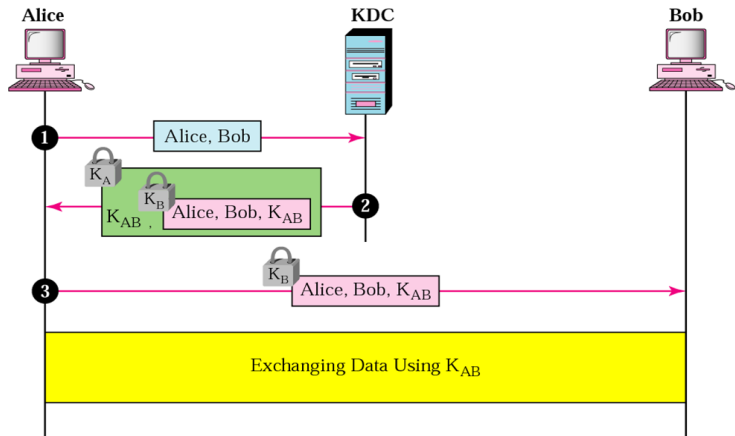 Alice KDC Bob
1 Alice, Bob
K_A
K_B
K_AB , Alice, Bob, K_AB 2
K_B
3 Alice, Bob, K_AB
Exchanging Data Using K_AB